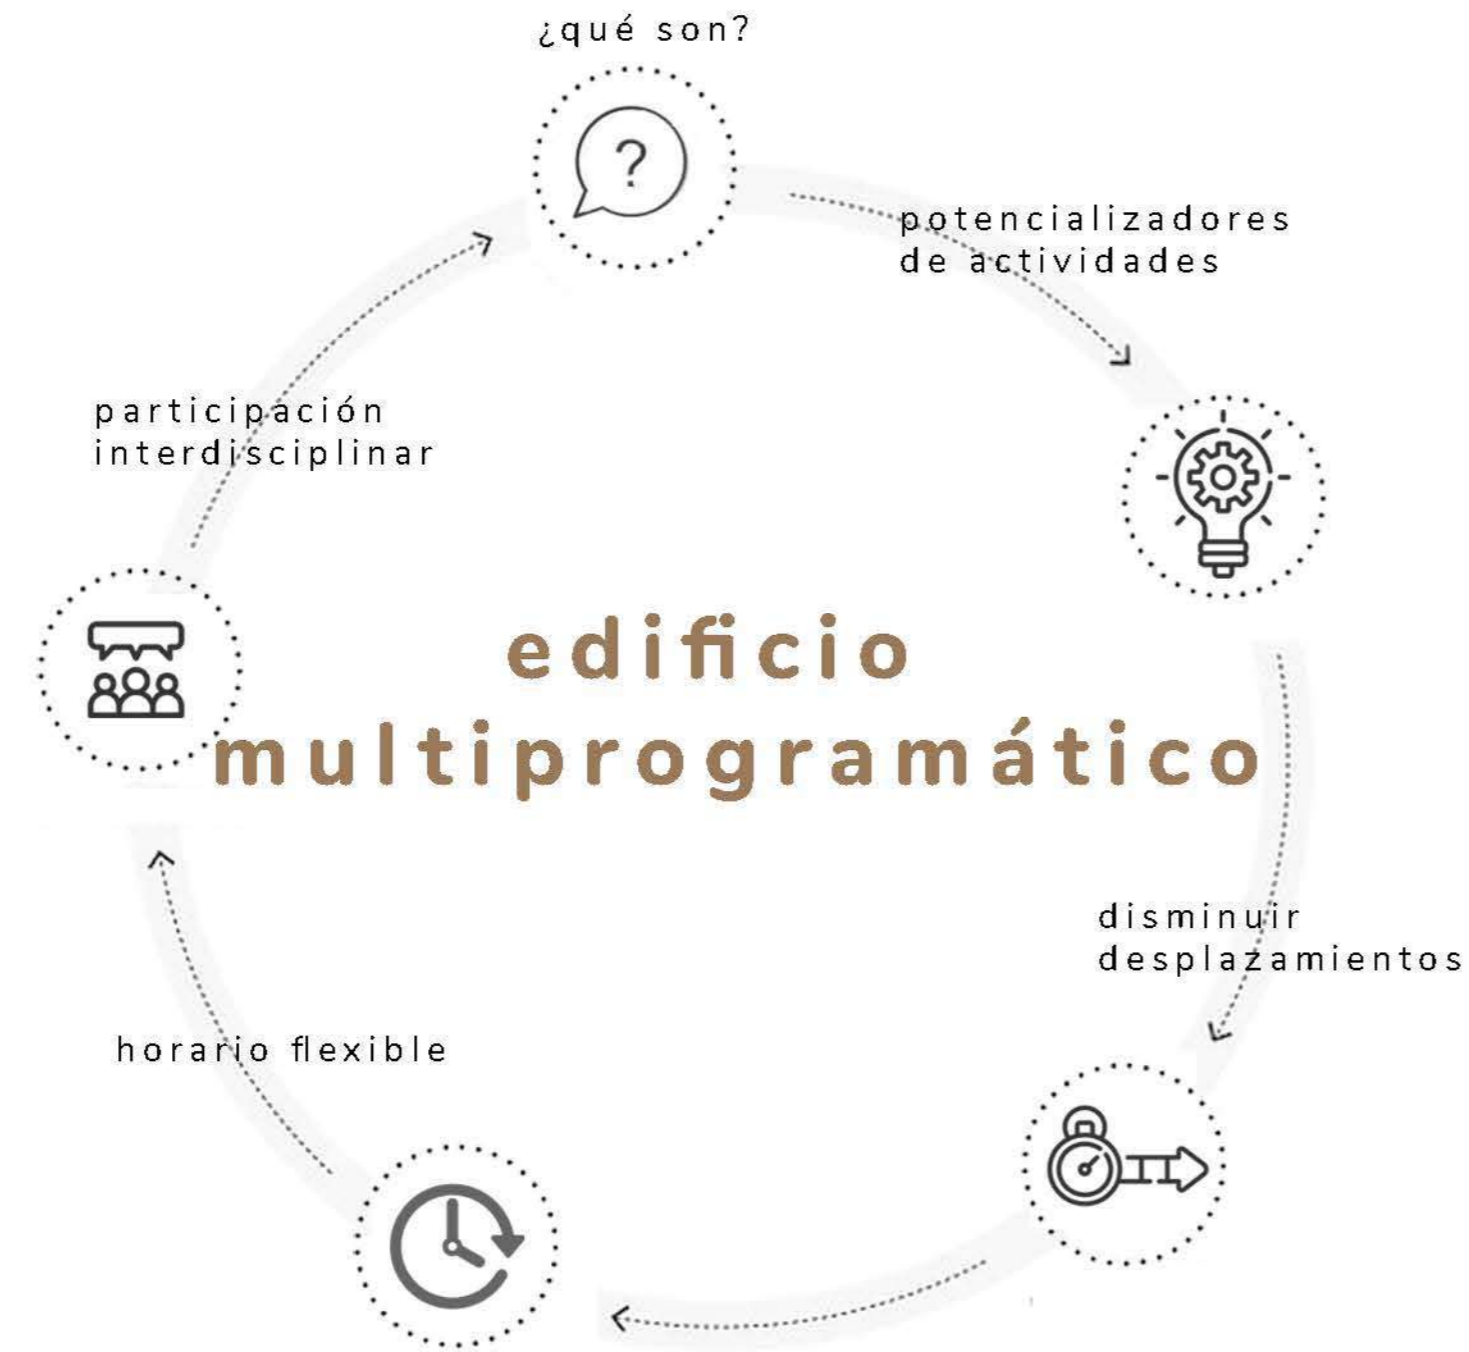 ¿qué son?
potencializadores
de actividades
participación
interdisciplinar
?
edificio
multiprogramático
disminuir
desplazamientos
horario flexible